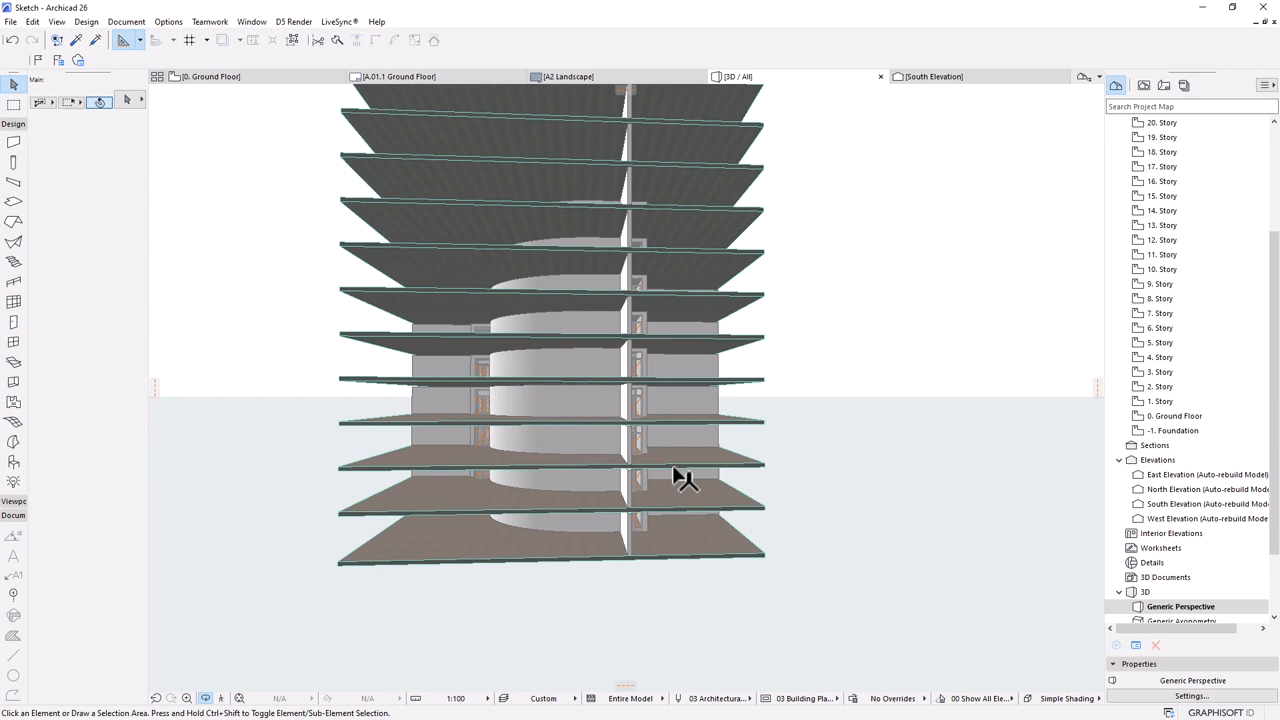 Sketch - Archicad 26
File Edit View Design Document Options Teamwork Window D5 Render LiveSync® Help
Main:
[0. Ground Floor]
[A.01.1 Ground Floor]
[A2 Landscape]
[3D / All]
[South Elevation]
Search Project Map
Design
20. Story
19. Story
18. Story
17. Story
16. Story
15. Story
14. Story
13. Story
12. Story
11. Story
10. Story
9. Story
8. Story
7. Story
6. Story
5. Story
4. Story
3. Story
2. Story
1. Story
0. Ground Floor
-1. Foundation
Sections
Elevations
East Elevation (Auto-rebuild Model)
North Elevation (Auto-rebuild Mode
South Elevation (Auto-rebuild Mode
West Elevation (Auto-rebuild Mode
Interior Elevations
Worksheets
Details
3D Documents
3D
Generic Perspective
Generic Axonometry
Viewpc
Docum
A
A1
Properties
Generic Perspective
Settings...
N/A
N/A
1:100
Custom
Entire Model
03 Architectura...
03 Building Pla...
No Overrides
00 Show All Ele...
Simple Shading
Click an Element or Draw a Selection Area. Press and Hold Ctrl+Shift to Toggle Element/Sub-Element Selection.
GRAPHISOFT ID